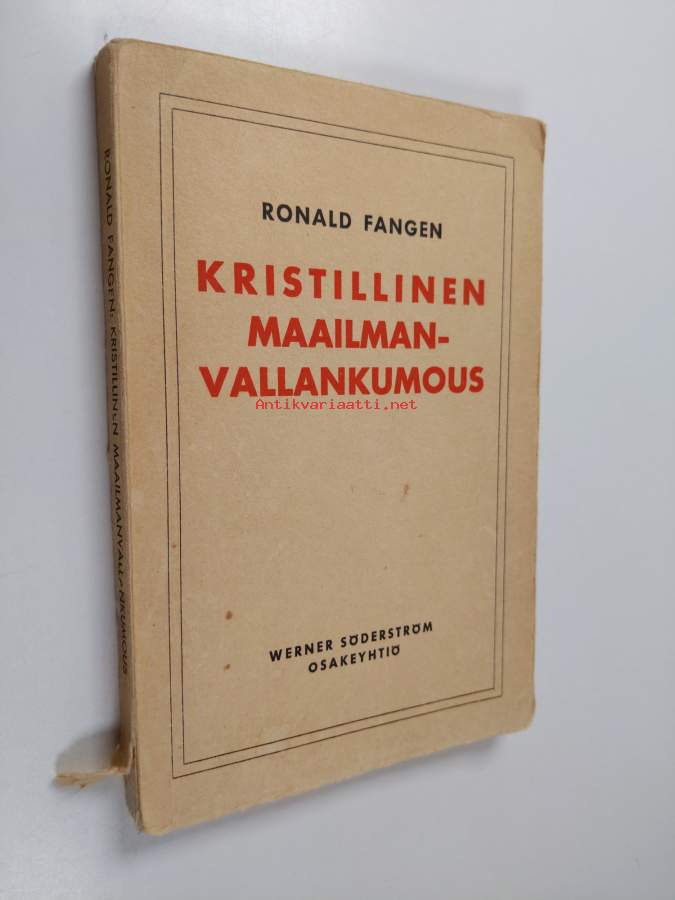 RONALD FANGEN
KRISTILLINEN
MAAILMAN-
VALLANKUMOUS
Antikvariaatti.net
WERNER SÖDERSTRÖM
OSAKEYHTIÖ
RONALD FANGEN: KRISTILLINEN MAAILMANVALLANKUMOUS